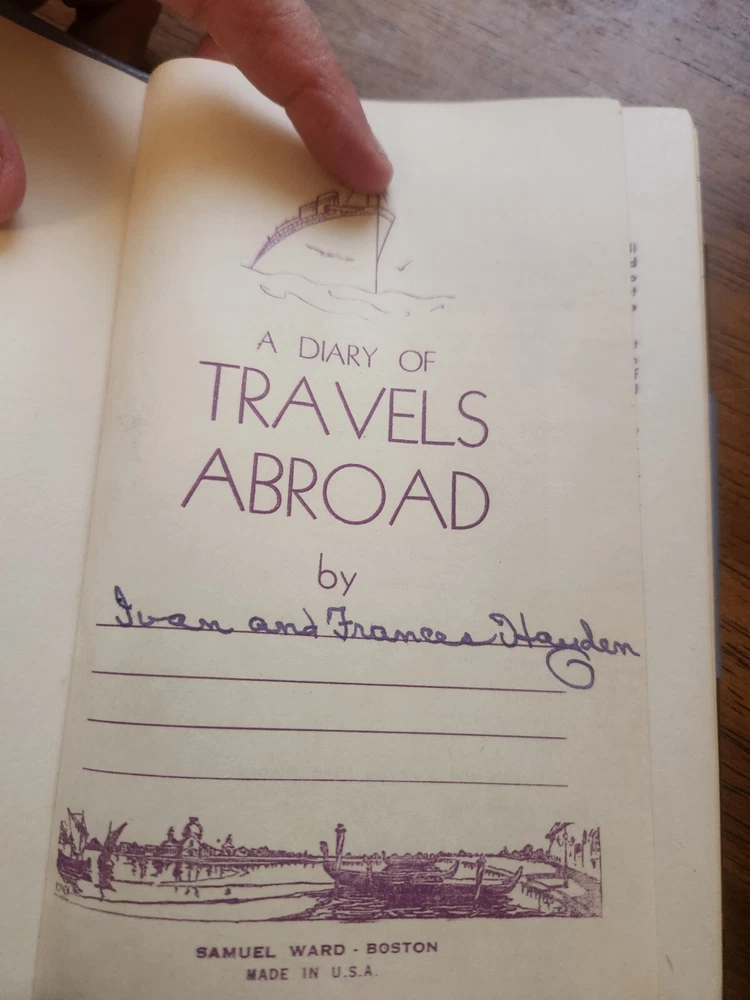 A DIARY OF
TRAVELS
ABROAD
by
Ivan and Frances Hayden
SAMUEL WARD - BOSTON
MADE IN U.S.A.